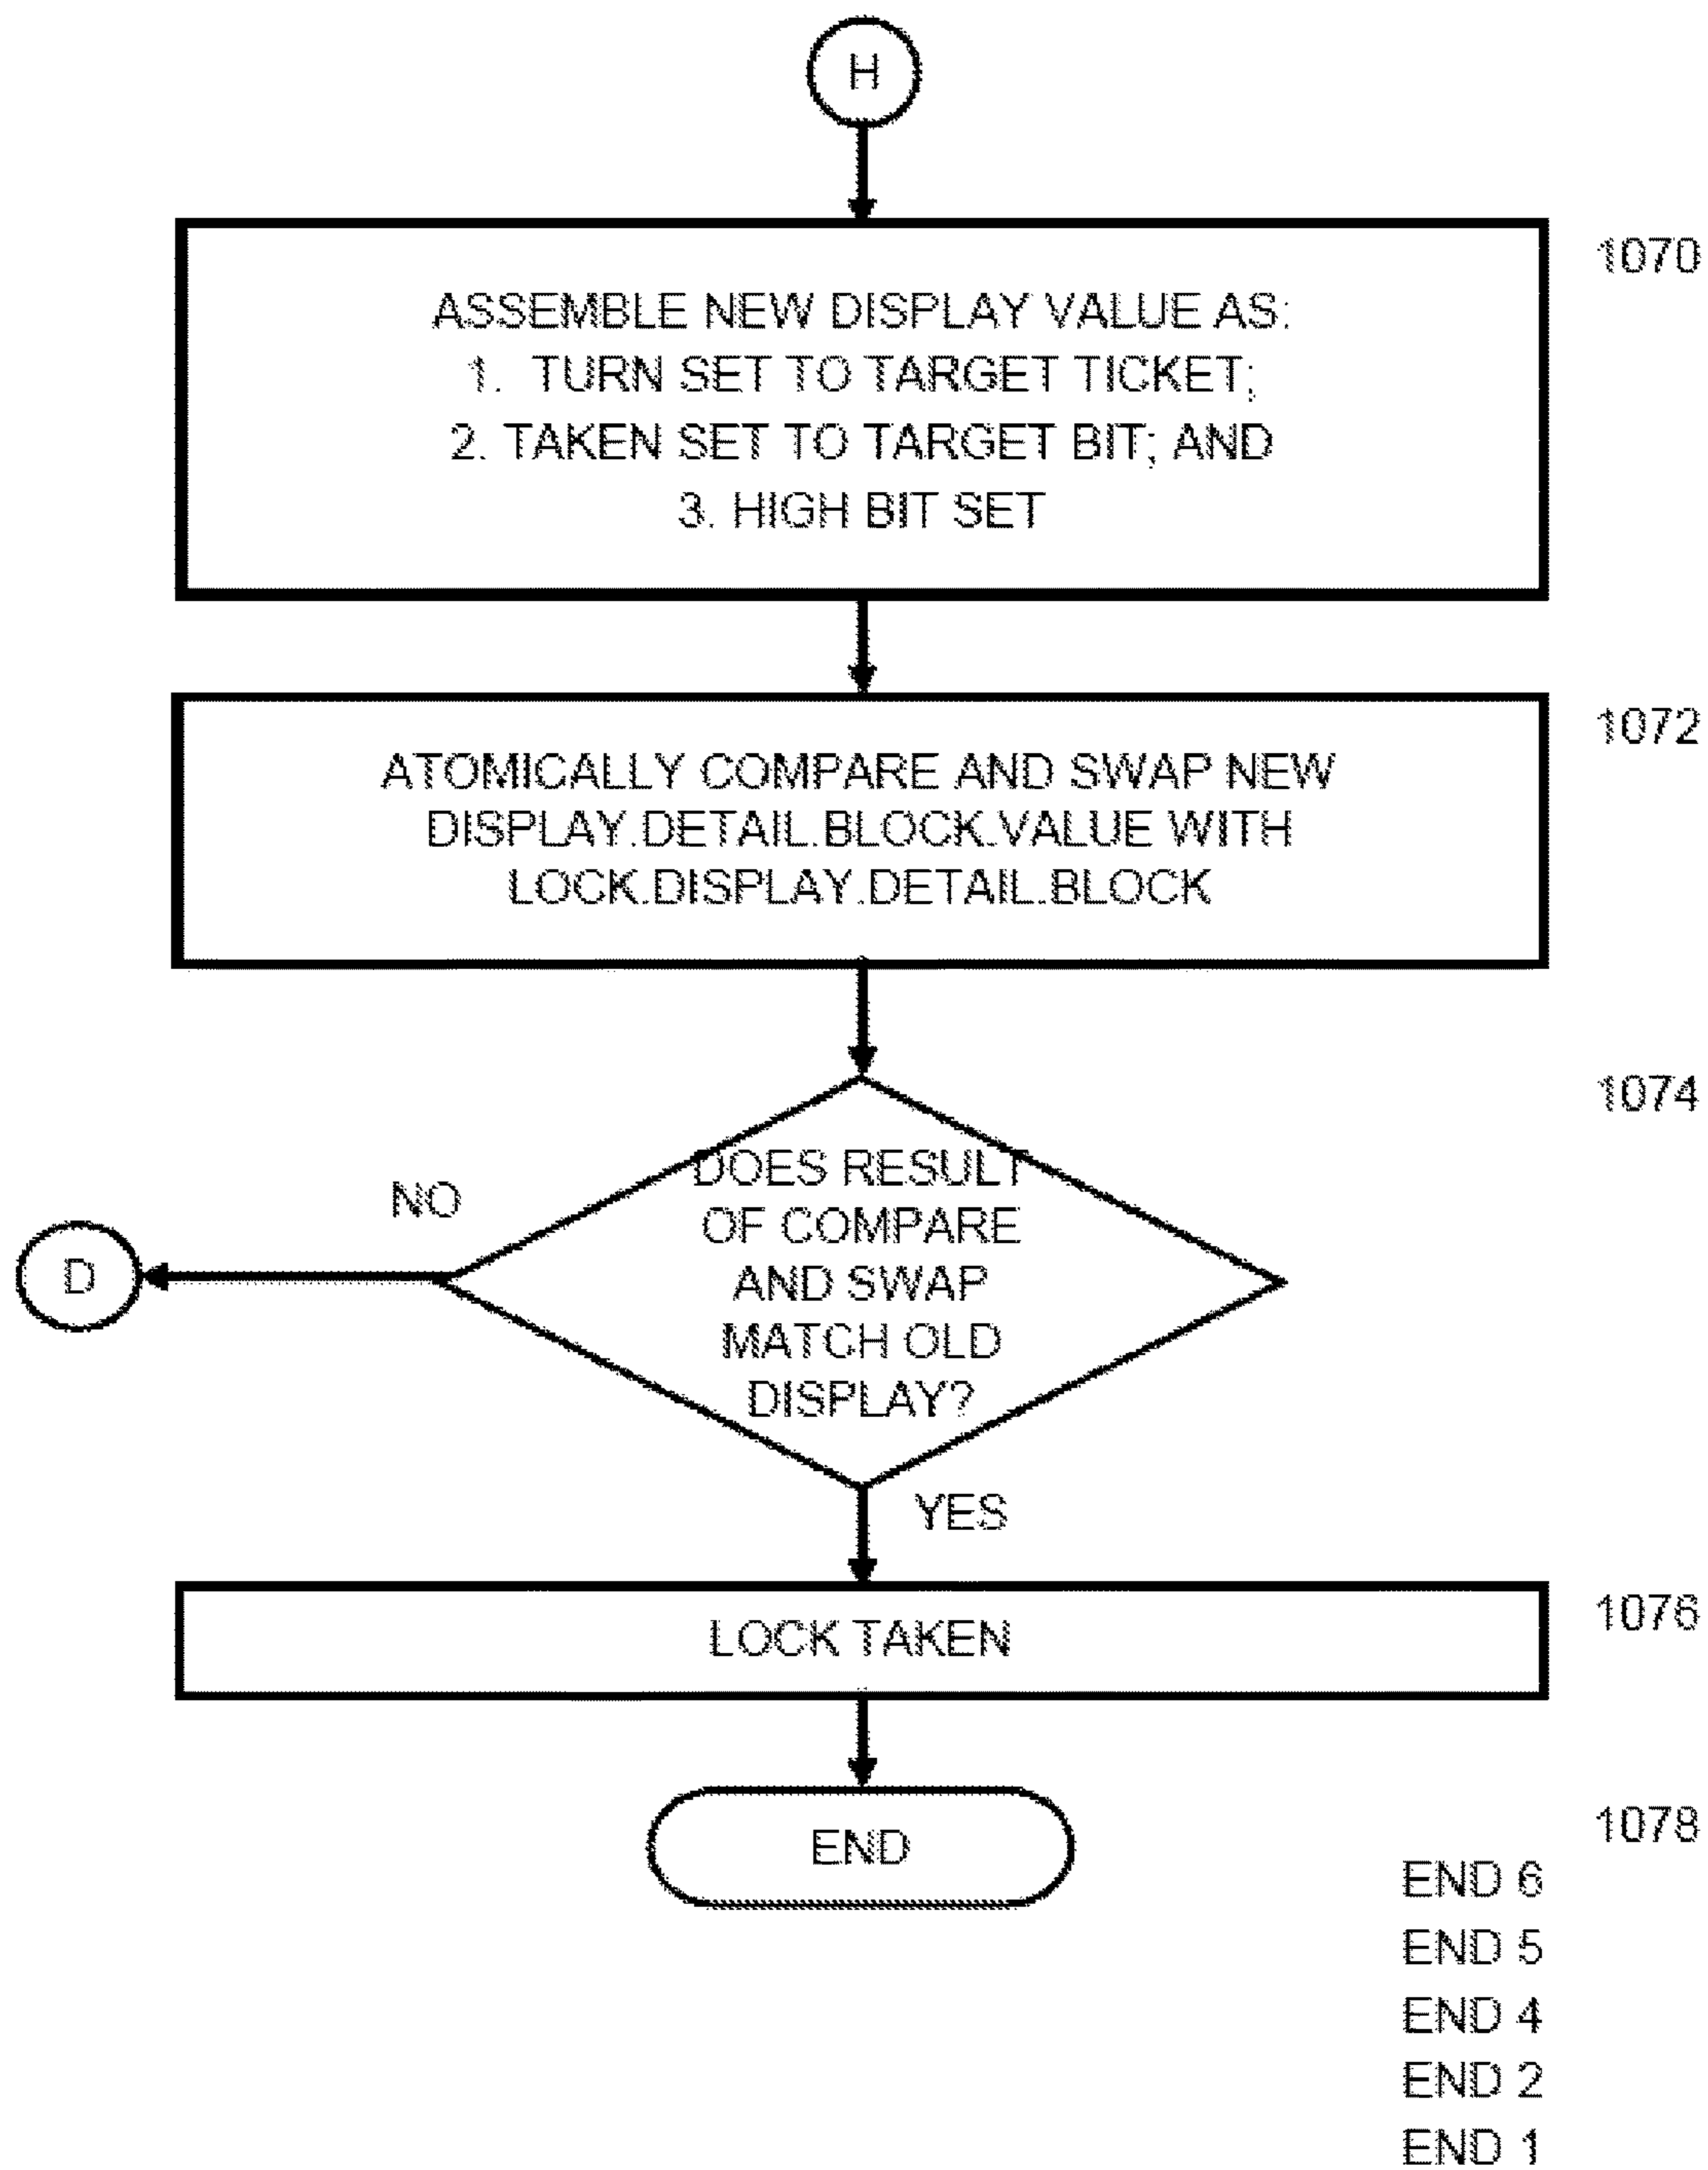 H
1070
ASSEMBLE NEW DISPLAY VALUE AS:
1. TURN SET TO TARGET TICKET;
2. TAKEN SET TO TARGET BIT; AND
3. HIGH BIT SET
1072
ATOMICALLY COMPARE AND SWAP NEW
DISPLAY.DETAIL.BLOCK.VALUE WITH
LOCK.DISPLAY.DETAIL.BLOCK
1074
DOES RESULT
OF COMPARE
AND SWAP
MATCH OLD
DISPLAY?
NO
D
YES
1076
LOCK TAKEN
1078
END
END 6
END 5
END 4
END 2
END 1